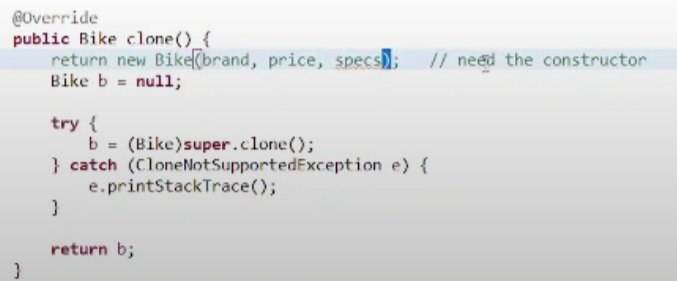 @Override
public Bike clone() {
return new Bike(brand, price, specs);   // need the constructor
Bike b = null;
try {
b = (Bike)super.clone();
} catch (CloneNotSupportedException e) {
e.printStackTrace();
}
return b;
}